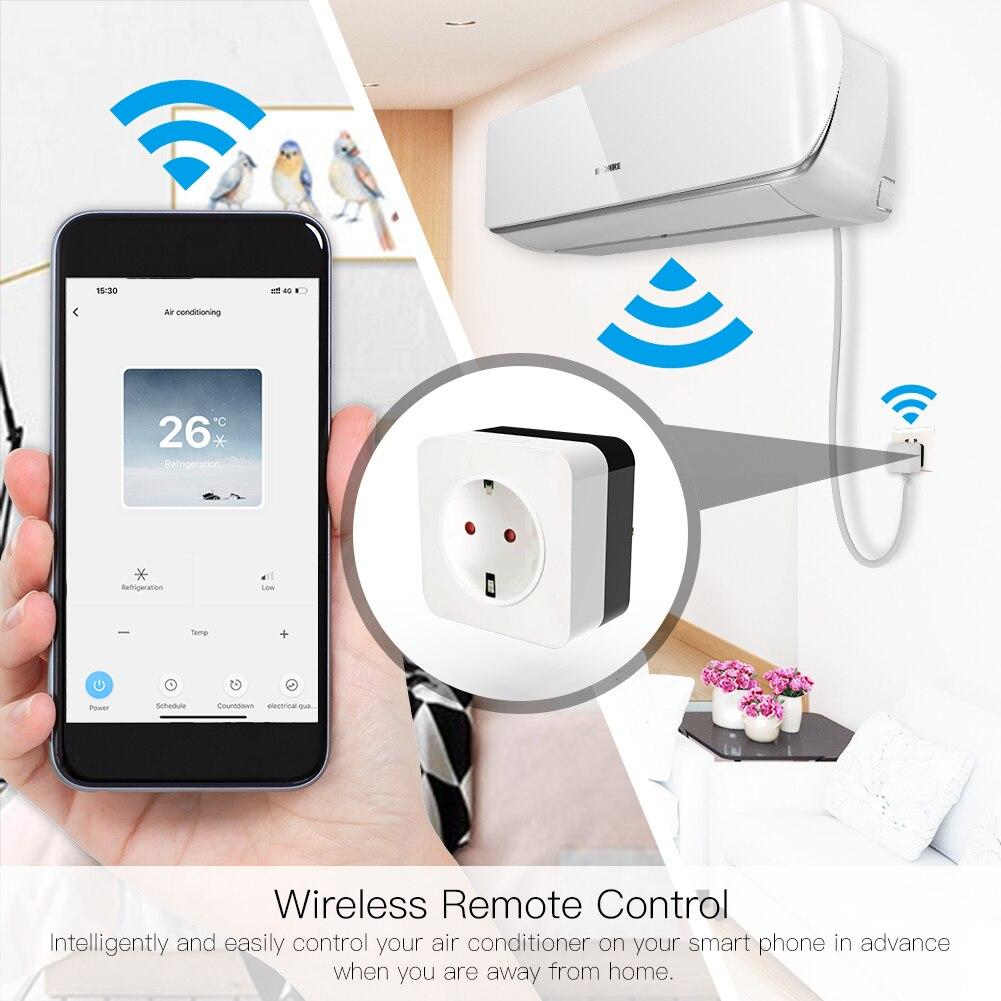 15:30
4G
Air conditioning
26°C
Refrigeration
Refrigeration
Low
— Temp +
Power
Schedule
Countdown
electrical qua...
Wireless Remote Control
Intelligently and easily control your air conditioner on your smart phone in advance
when you are away from home.